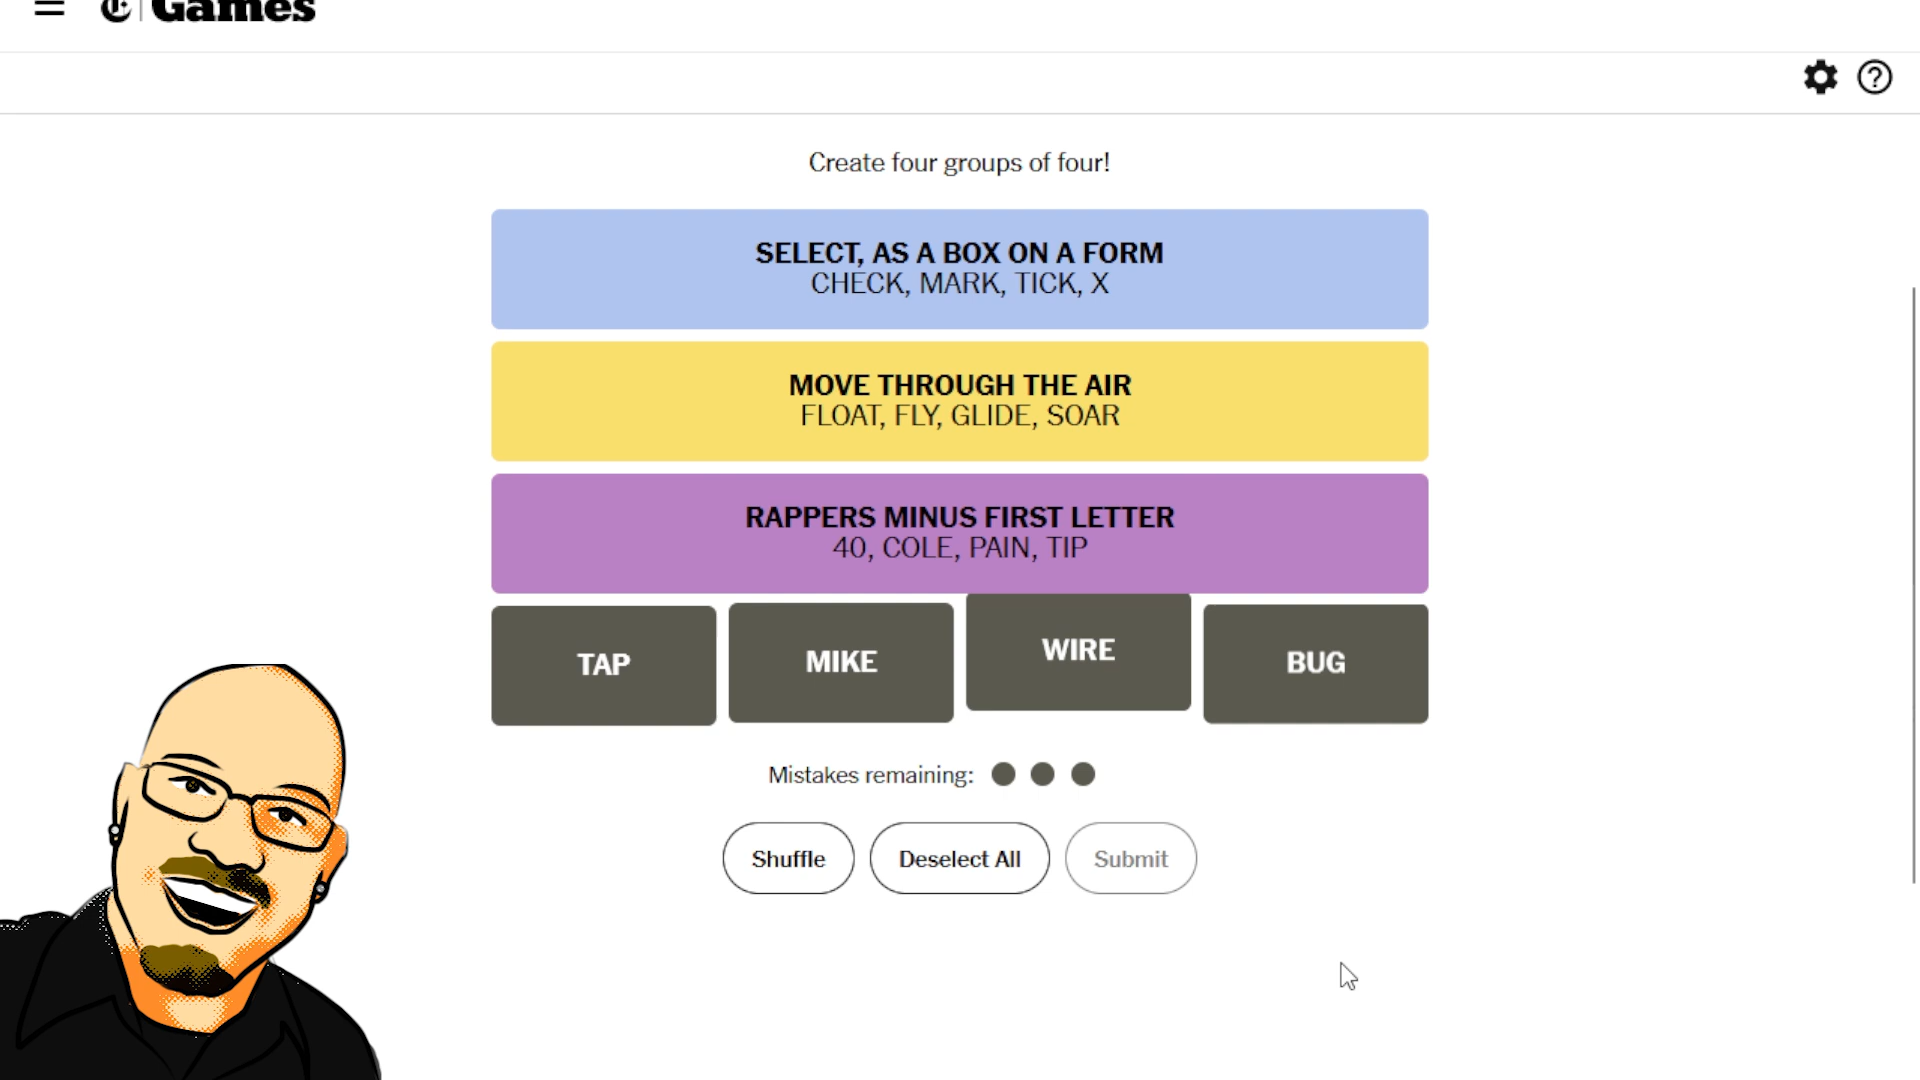 Games
Create four groups of four!
SELECT, AS A BOX ON A FORM
CHECK, MARK, TICK, X
MOVE THROUGH THE AIR
FLOAT, FLY, GLIDE, SOAR
RAPPERS MINUS FIRST LETTER
40, COLE, PAIN, TIP
TAP MIKE WIRE BUG
Mistakes remaining:
Shuffle Deselect All Submit